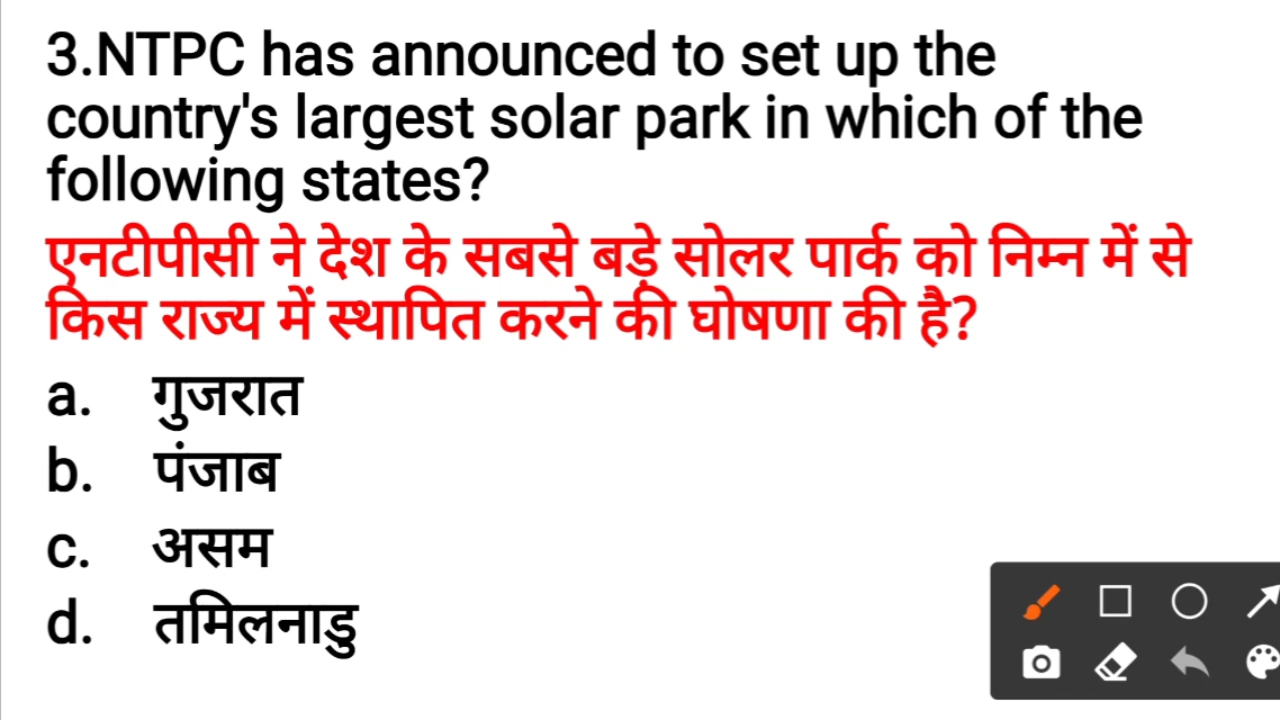 3.NTPC has announced to set up the
country's largest solar park in which of the
following states?
एनटीपीसी ने देश के सबसे बड़े सोलर पार्क को निम्न में से
किस राज्य में स्थापित करने की घोषणा की है?
a. गुजरात
b. पंजाब
c. असम
d. तमिलनाडु